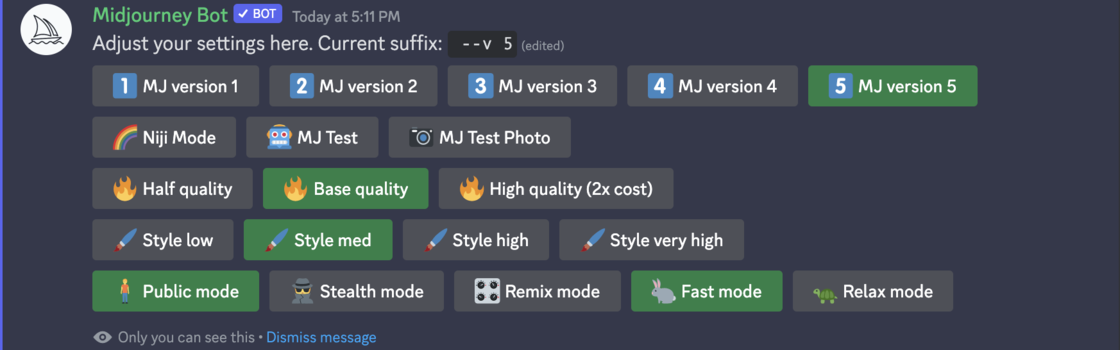 Midjourney Bot ✓ BOT Today at 5:11 PM
Adjust your settings here. Current suffix: --v 5 (edited)
1 MJ version 1 2 MJ version 2 3 MJ version 3 4 MJ version 4 5 MJ version 5
Niji Mode MJ Test MJ Test Photo
Half quality Base quality High quality (2x cost)
Style low Style med Style high Style very high
Public mode Stealth mode Remix mode Fast mode Relax mode
Only you can see this • Dismiss message